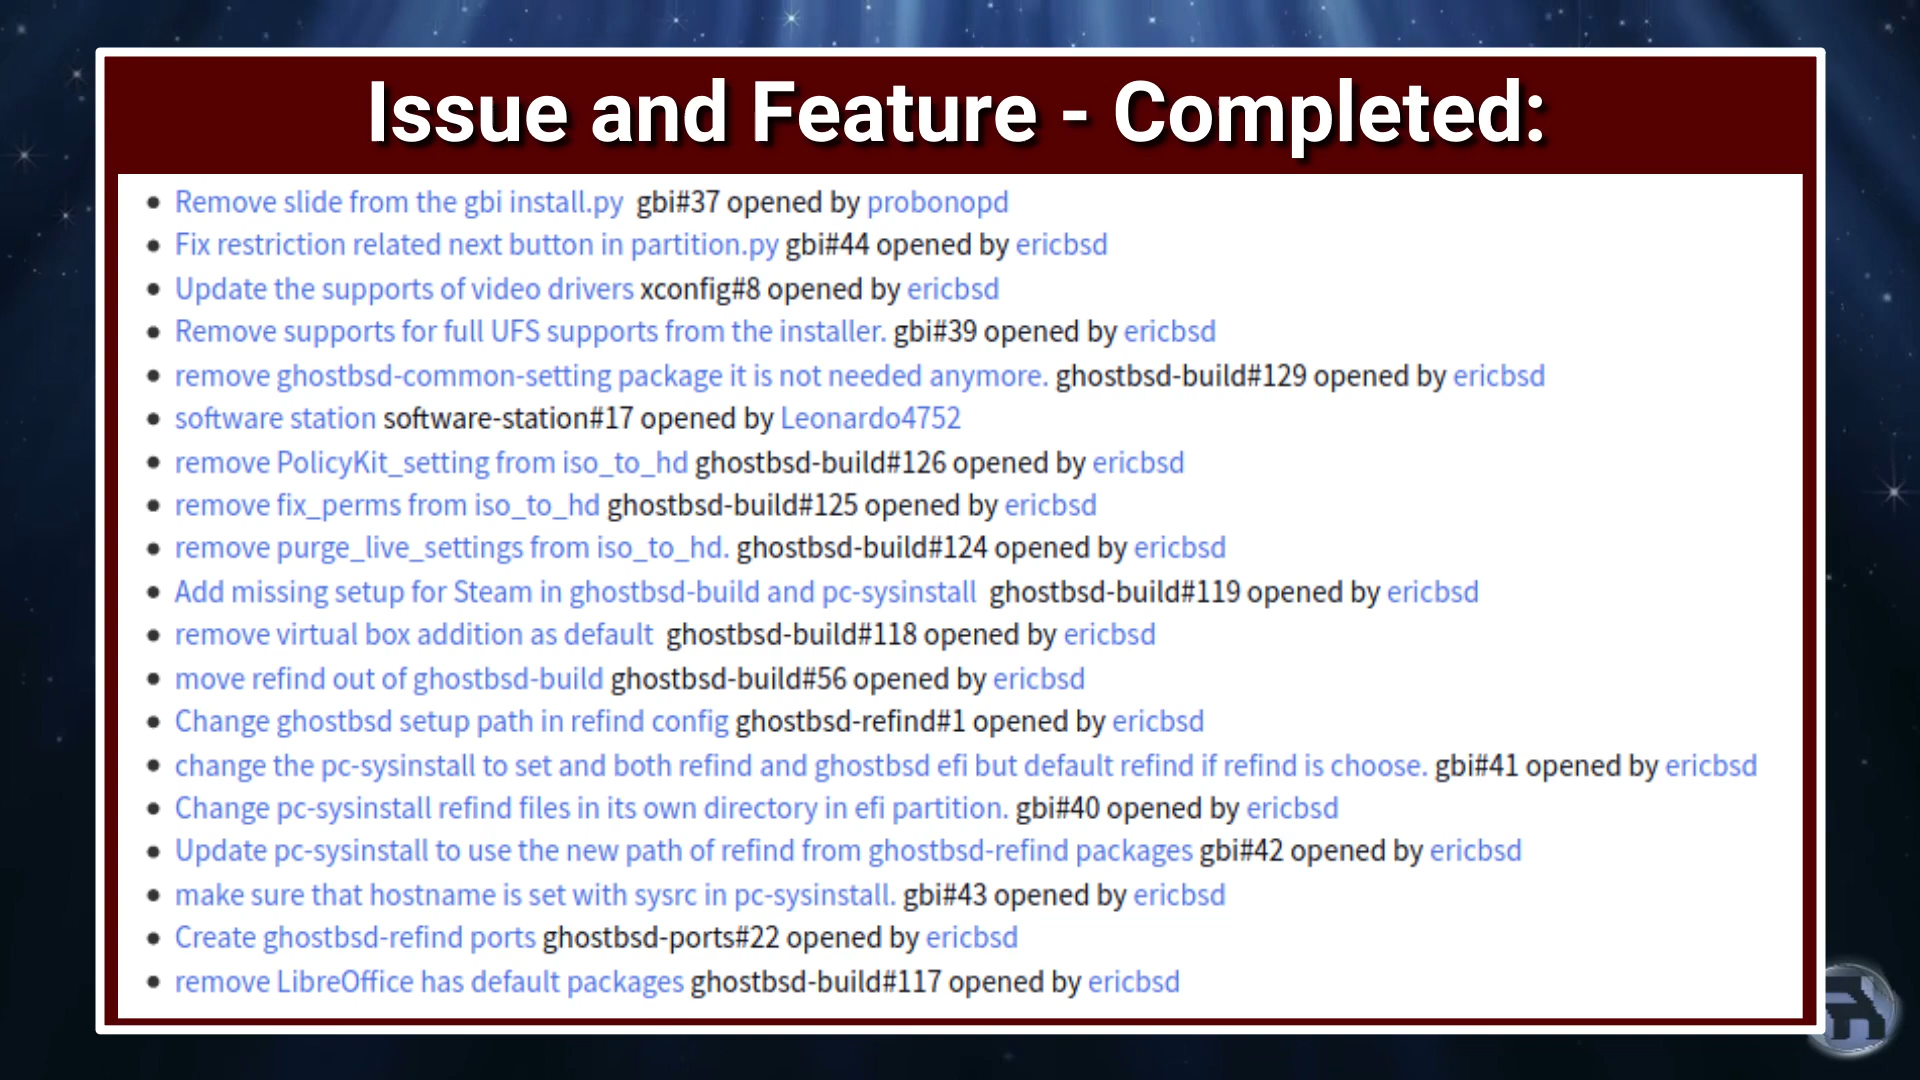 Issue and Feature - Completed:
• Remove slide from the gbi install.py gbi#37 opened by probonopd
• Fix restriction related next button in partition.py gbi#44 opened by ericbsd
• Update the supports of video drivers xconfig#8 opened by ericbsd
• Remove supports for full UFS supports from the installer. gbi#39 opened by ericbsd
• remove ghostbsd-common-setting package it is not needed anymore. ghostbsd-build#129 opened by ericbsd
• software station software-station#17 opened by Leonardo4752
• remove PolicyKit_setting from iso_to_hd ghostbsd-build#126 opened by ericbsd
• remove fix_perms from iso_to_hd ghostbsd-build#125 opened by ericbsd
• remove purge_live_settings from iso_to_hd. ghostbsd-build#124 opened by ericbsd
• Add missing setup for Steam in ghostbsd-build and pc-sysinstall ghostbsd-build#119 opened by ericbsd
• remove virtual box addition as default ghostbsd-build#118 opened by ericbsd
• move refind out of ghostbsd-build ghostbsd-build#56 opened by ericbsd
• Change ghostbsd setup path in refind config ghostbsd-refind#1 opened by ericbsd
• change the pc-sysinstall to set and both refind and ghostbsd efi but default refind if refind is choose. gbi#41 opened by ericbsd
• Change pc-sysinstall refind files in its own directory in efi partition. gbi#40 opened by ericbsd
• Update pc-sysinstall to use the new path of refind from ghostbsd-refind packages gbi#42 opened by ericbsd
• make sure that hostname is set with sysrc in pc-sysinstall. gbi#43 opened by ericbsd
• Create ghostbsd-refind ports ghostbsd-ports#22 opened by ericbsd
• remove LibreOffice has default packages ghostbsd-build#117 opened by ericbsd